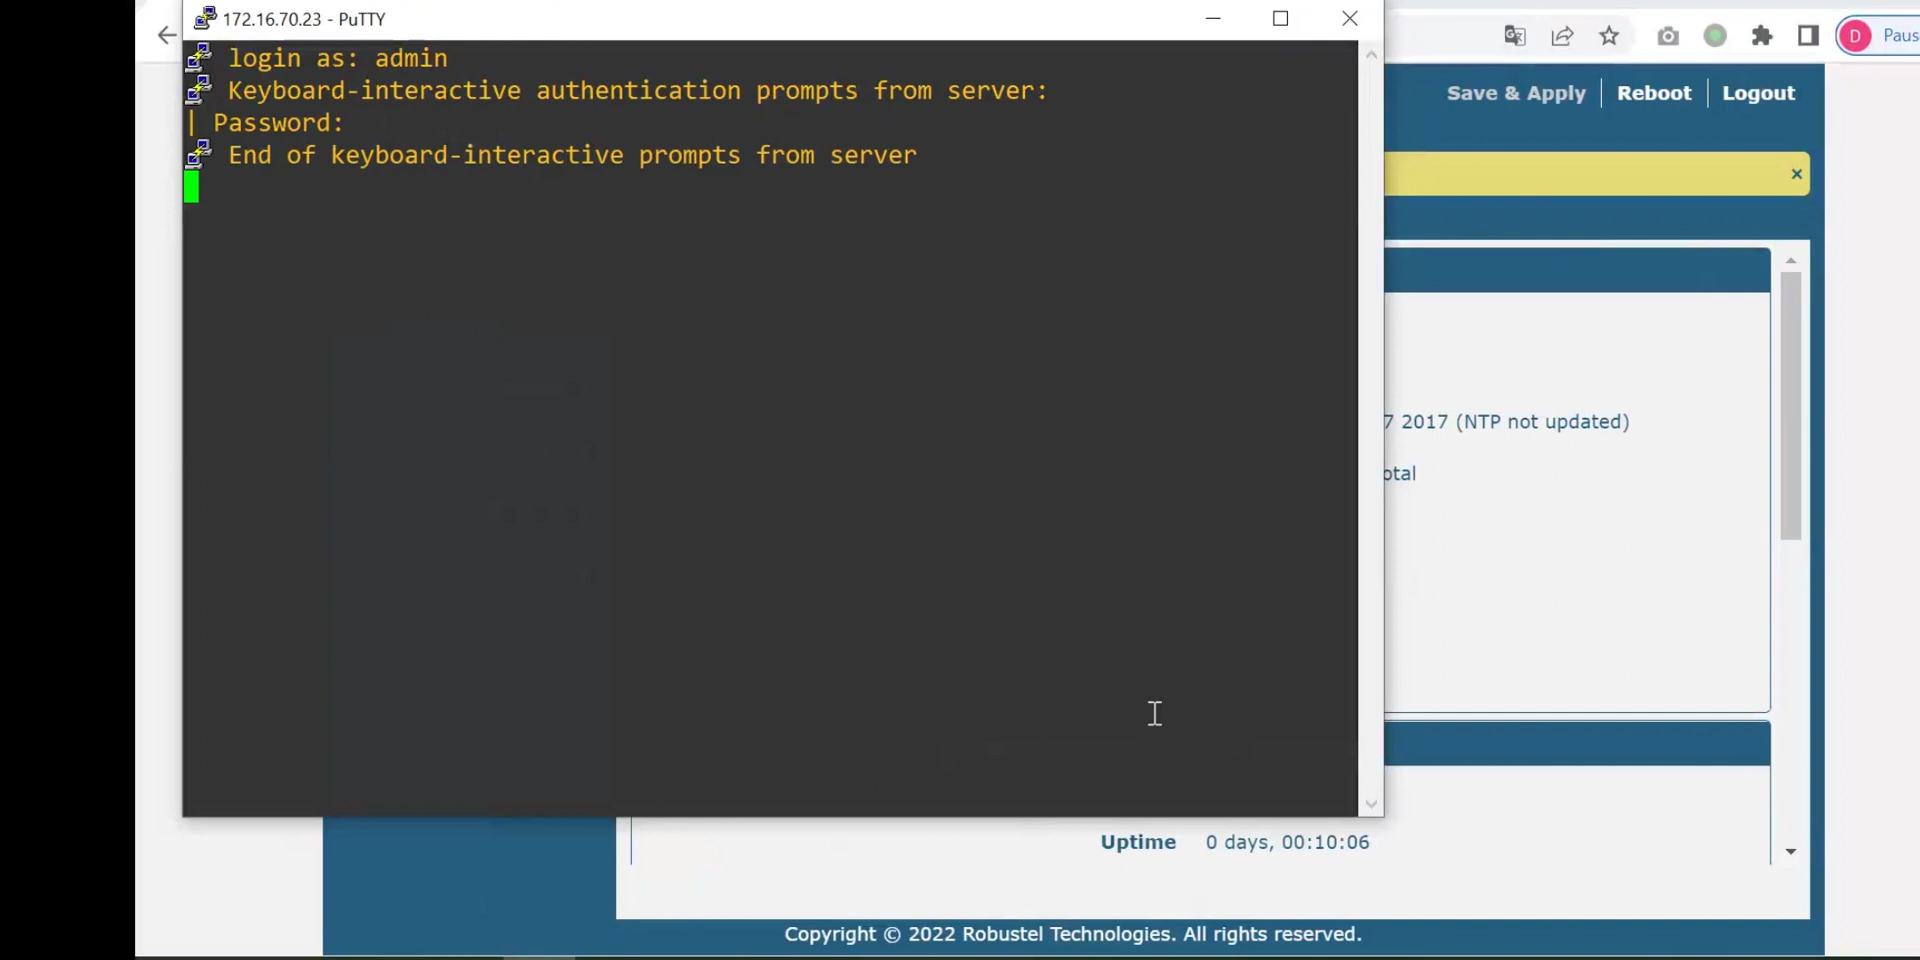 172.16.70.23 - PuTTY
login as: admin
Keyboard-interactive authentication prompts from server:
| Password:
End of keyboard-interactive prompts from server
D Paus
Save & Apply | Reboot | Logout
×
7 2017 (NTP not updated)
otal
Uptime 0 days, 00:10:06
Copyright © 2022 Robustel Technologies. All rights reserved.